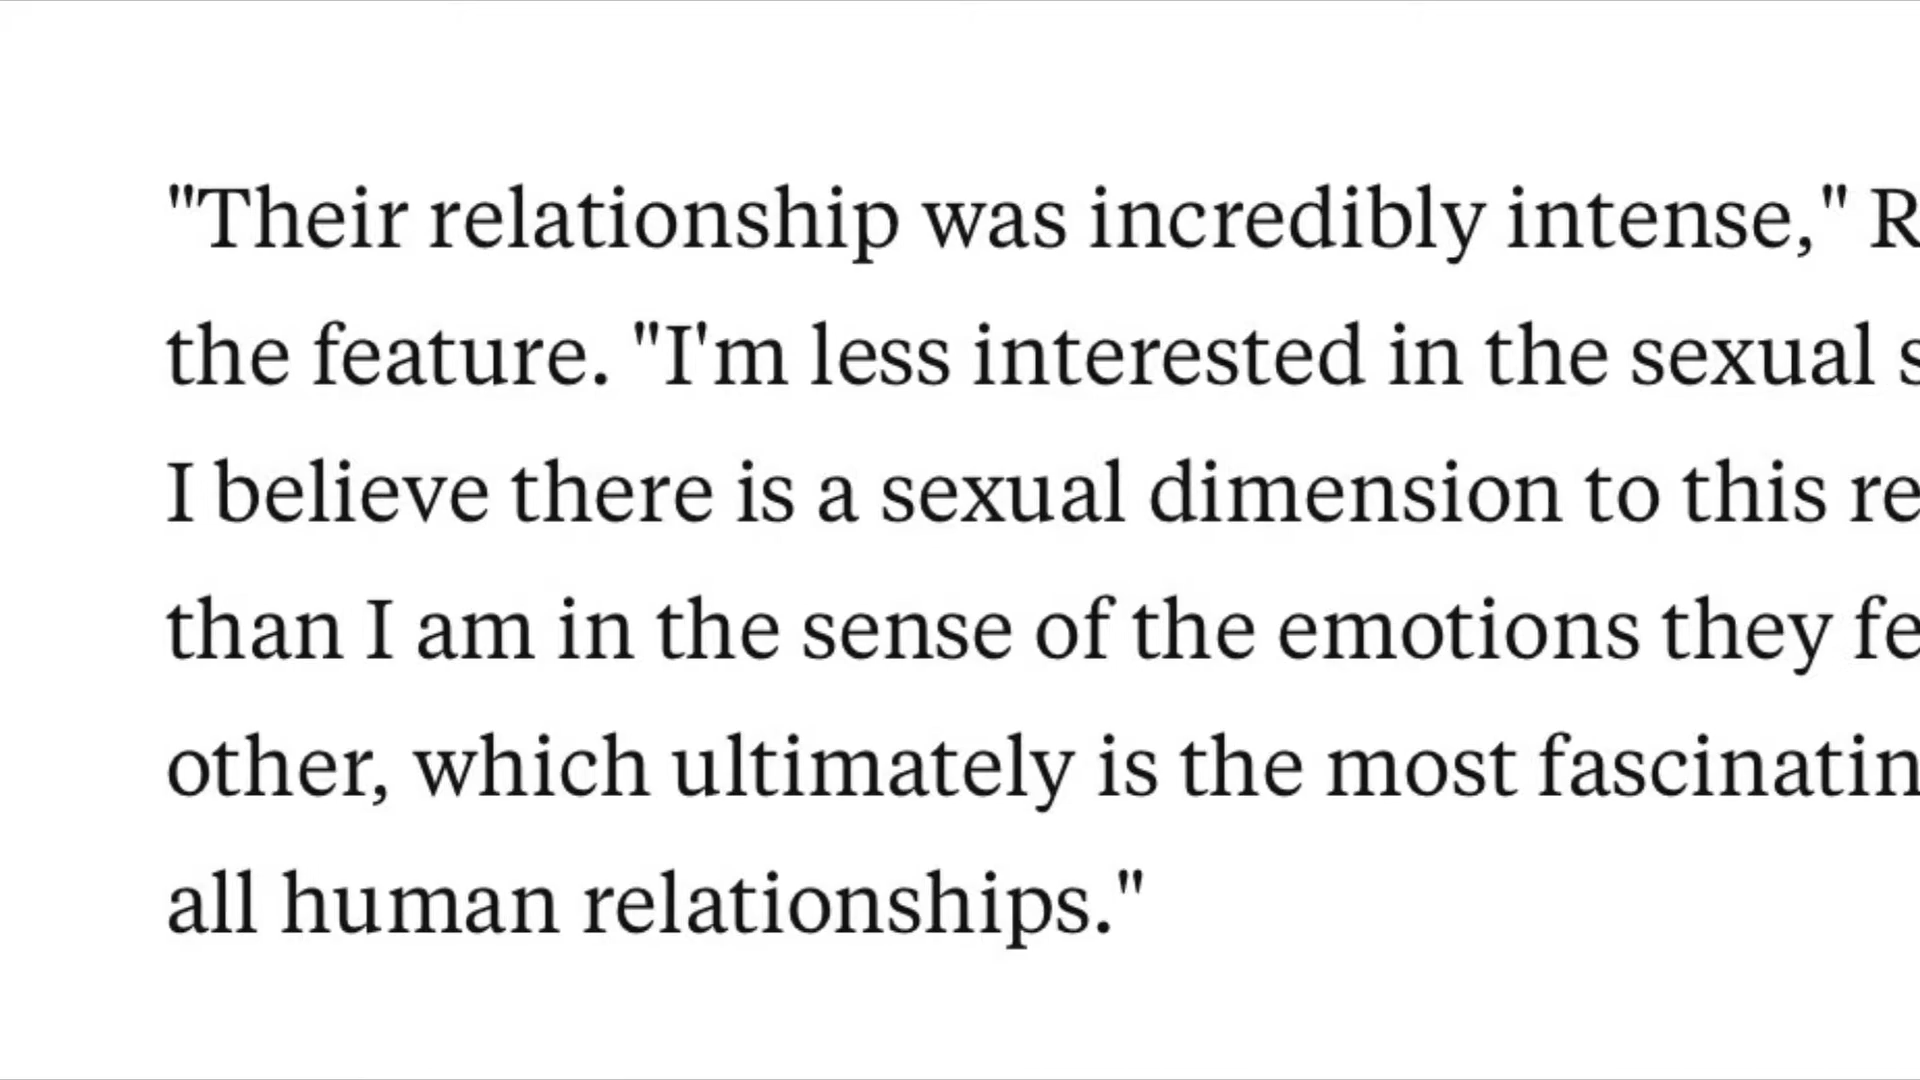 "Their relationship was incredibly intense,"
the feature. "I'm less interested in the sexual
I believe there is a sexual dimension to this
than I am in the sense of the emotions they
other, which ultimately is the most
all human relationships."